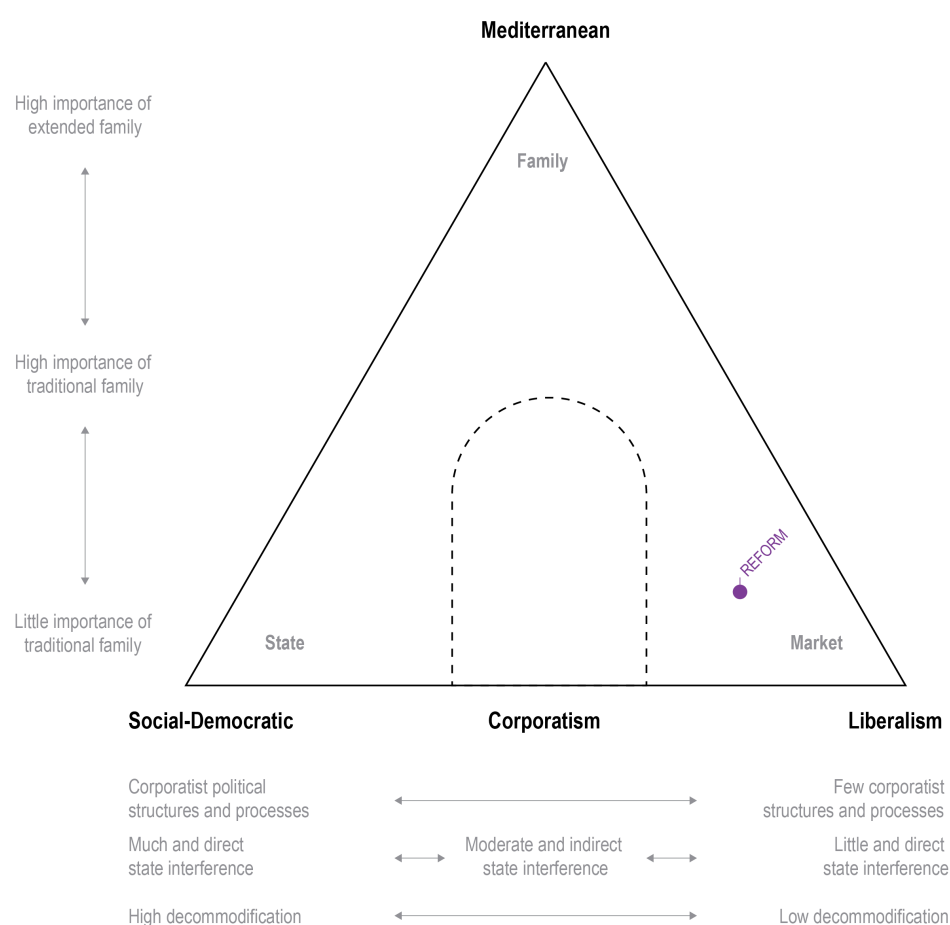 Mediterranean
High importance of
extended family
Family
High importance of
traditional family
REFORM
Little importance of
traditional family
State
Market
Social-Democratic
Corporatism
Liberalism
Corporatist political
structures and processes
Few corporatist
structures and processes
Much and direct
state interference
Moderate and indirect
state interference
Little and direct
state interference
High decommodification
Low decommodification